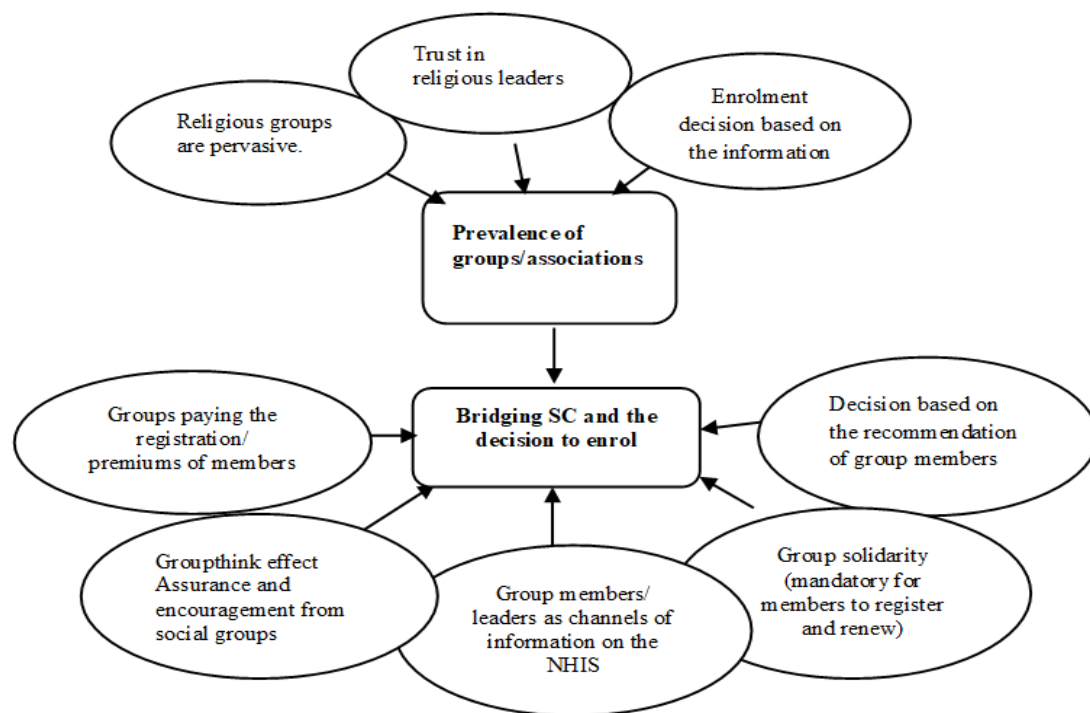 Trust in
religious leaders
Religious groups
are pervasive.
Enrolment
decision based on
the information
Prevalence of
groups/associations
Groups paying the
registration/
premiums of members
Bridging SC and the
decision to enrol
Decision based on
the recommendation
of group members
Groupthink effect
Assurance and
encouragement from
social groups
Group members/
leaders as channels of
information on the
NHIS
Group solidarity
(mandatory for
members to register
and renew)